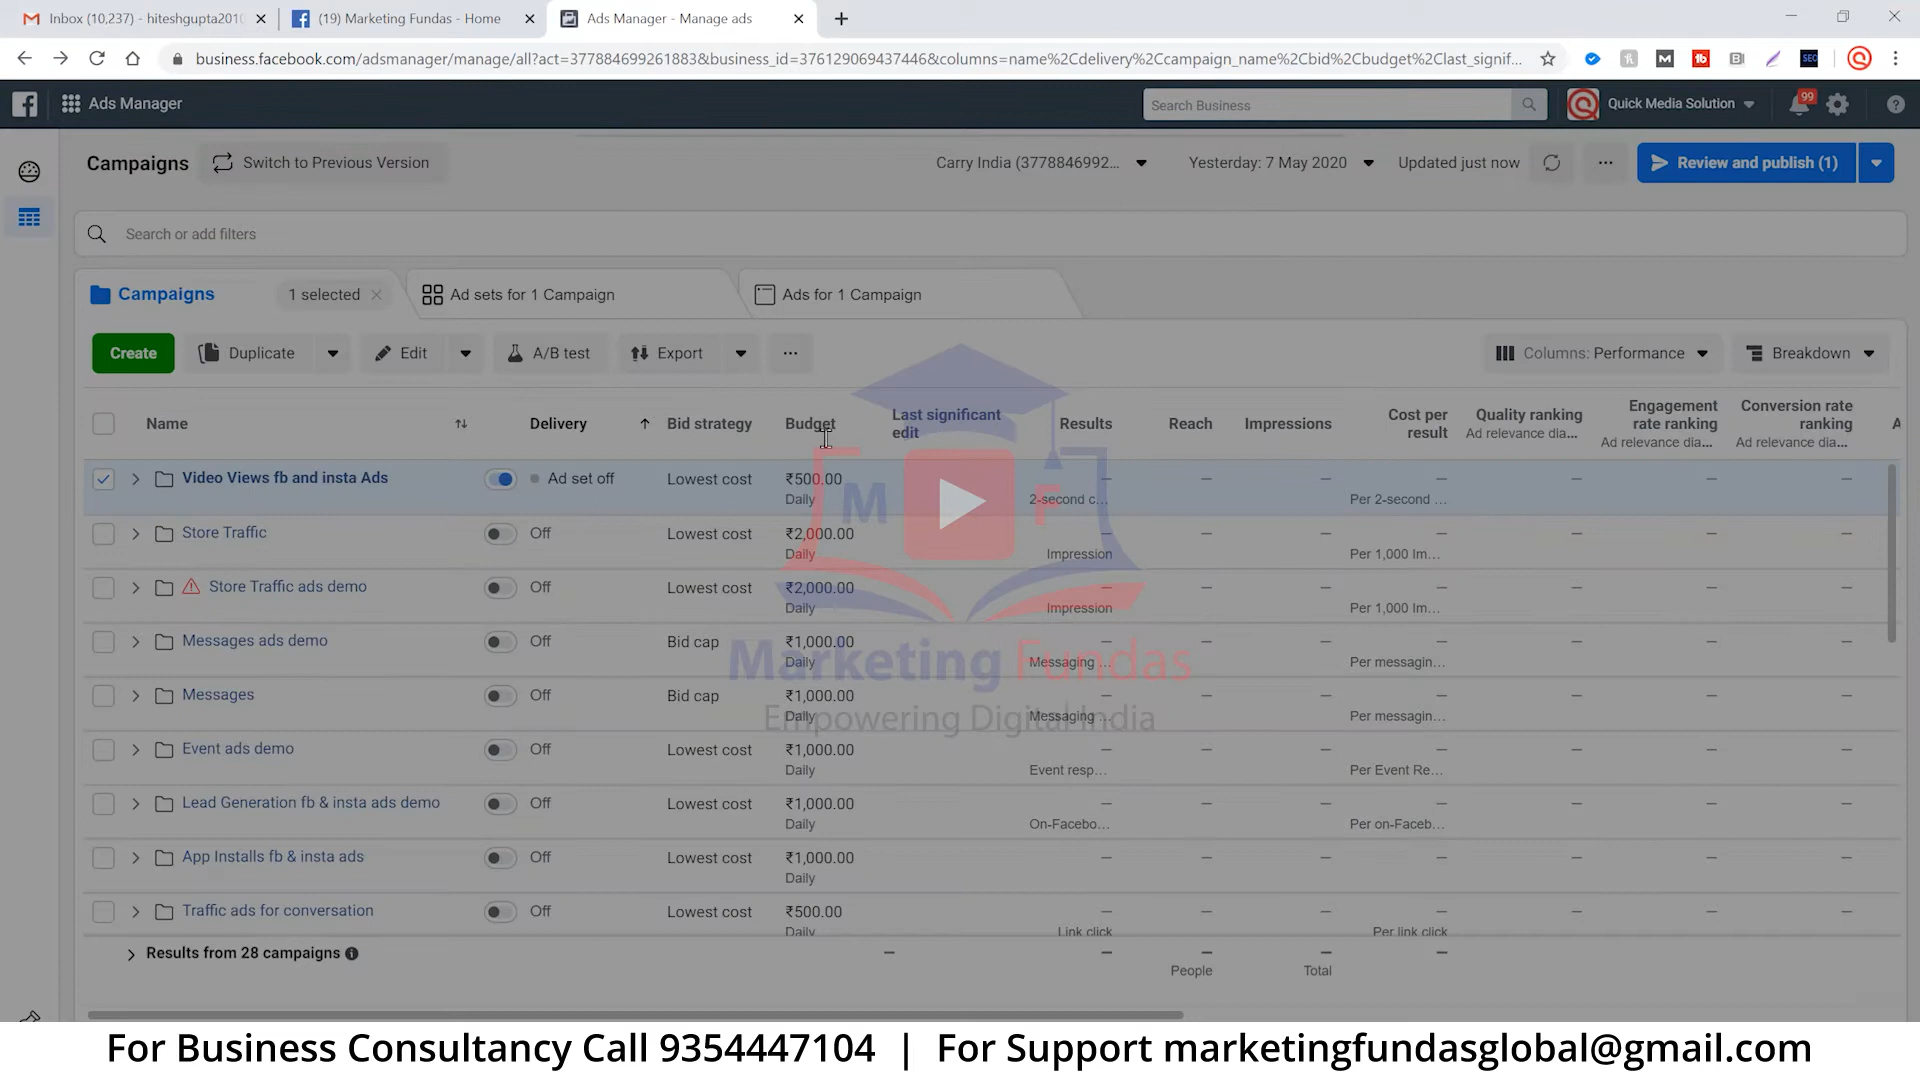 Inbox (10,237) - hiteshgupta201
(19) Marketing Fundas - Home
Ads Manager - Manage ads
business.facebook.com/adsmanager/manage/all?act=377884699261883&business_id=376129069437446&columns=name%2Cdelivery%2Ccampaign_name%2Cbid%2Cbudget%2Clast_signif...
Ads Manager
Search Business
Quick Media Solution
99
Campaigns
Switch to Previous Version
Carry India (3778846992...
Yesterday: 7 May 2020
Updated just now
Review and publish (1)
Search or add filters
Campaigns
1 selected
Ad sets for 1 Campaign
Ads for 1 Campaign
Create
Duplicate
Edit
A/B test
Export
Columns: Performance
Breakdown
Name Delivery Bid strategy Budget Last significant edit Results Reach Impressions Cost per result Quality ranking Engagement rate ranking Conversion rate ranking
Ad relevance dia... Ad relevance dia... Ad relevance dia...
Video Views fb and insta Ads Ad set off Lowest cost ₹500.00 — — — — — — —
Daily 2-second c... Per 2-second ...
Store Traffic Off Lowest cost ₹2,000.00 — — — — — — —
Daily Impression Per 1,000 Im...
Store Traffic ads demo Off Lowest cost ₹2,000.00 — — — — — — —
Daily Impression Per 1,000 Im...
Messages ads demo Off Bid cap ₹1,000.00 — — — — — — —
Daily Messaging ... Per messagin...
Messages Off Bid cap ₹1,000.00 — — — — — — —
Daily Messaging ... Per messagin...
Event ads demo Off Lowest cost ₹1,000.00 — — — — — — —
Daily Event resp... Per Event Re...
Lead Generation fb & insta ads demo Off Lowest cost ₹1,000.00 — — — — — — —
Daily On-Facebo... Per on-Faceb...
App Installs fb & insta ads Off Lowest cost ₹1,000.00 — — — — — — —
Daily
Traffic ads for conversation Off Lowest cost ₹500.00 — — — — — — —
Daily Link click Per link click
Results from 28 campaigns — — — — —
People Total
M F
Marketing Fundas
Empowering Digital India
For Business Consultancy Call 9354447104 | For Support marketingfundasglobal@gmail.com